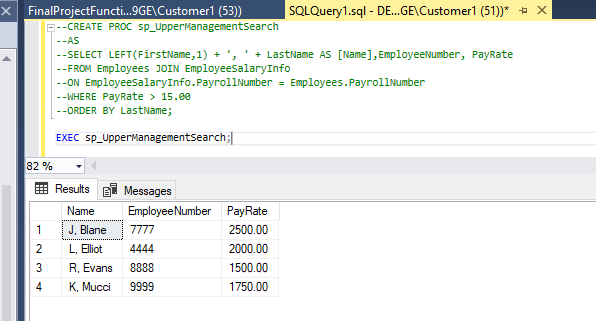 FinalProjectFuncti...9GE\Customer1 (53))
SQLQuery1.sql - DE...GE\Customer1 (51))*
--CREATE PROC sp_UpperManagementSearch
--AS
--SELECT LEFT(FirstName,1) + ', ' + LastName AS [Name],EmployeeNumber, PayRate
--FROM Employees JOIN EmployeeSalaryInfo
--ON EmployeeSalaryInfo.PayrollNumber = Employees.PayrollNumber
--WHERE PayRate > 15.00
--ORDER BY LastName;
EXEC sp_UpperManagementSearch;
82 %
Results Messages
Name EmployeeNumber PayRate
1 J, Blane 7777 2500.00
2 L, Elliot 4444 2000.00
3 R, Evans 8888 1500.00
4 K, Mucci 9999 1750.00